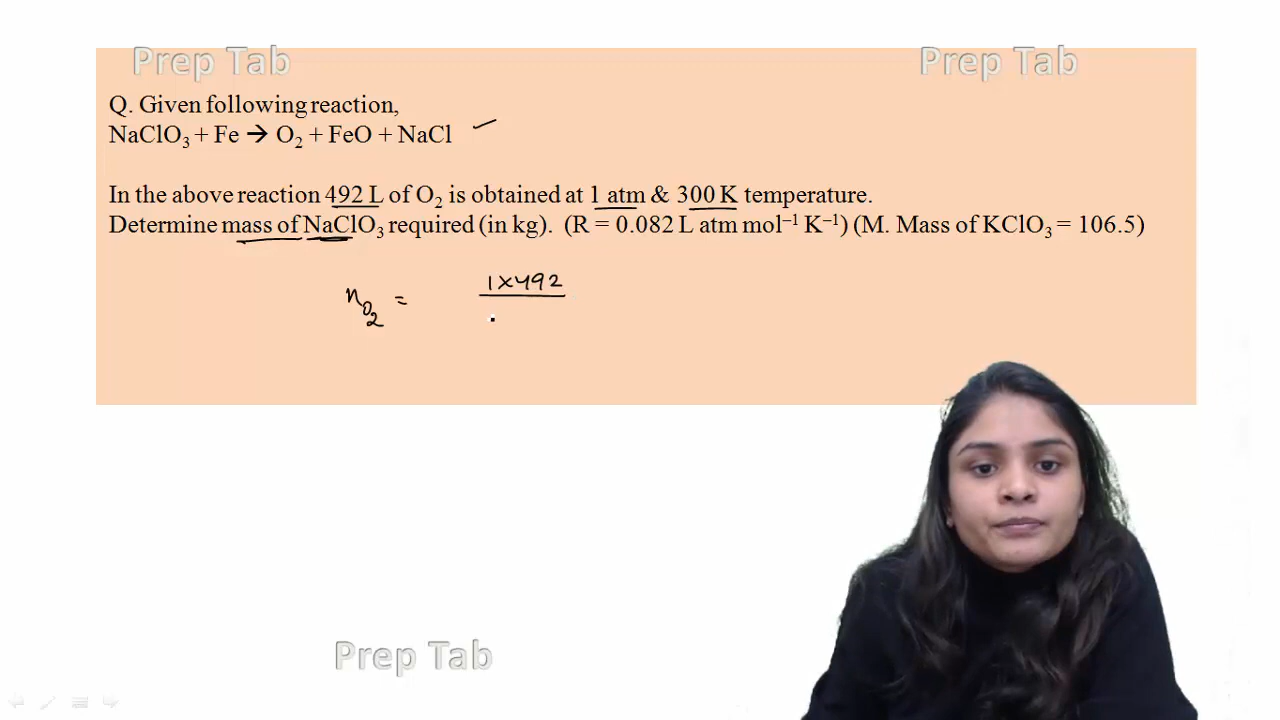 Prep Tab Prep Tab
Q. Given following reaction,
NaClO₃ + Fe → O₂ + FeO + NaCl
In the above reaction 492 L of O₂ is obtained at 1 atm & 300 K temperature.
Determine mass of NaClO₃ required (in kg). (R = 0.082 L atm mol⁻¹ K⁻¹) (M. Mass of KClO₃ = 106.5)
1×492
n_O₂ =
Prep Tab